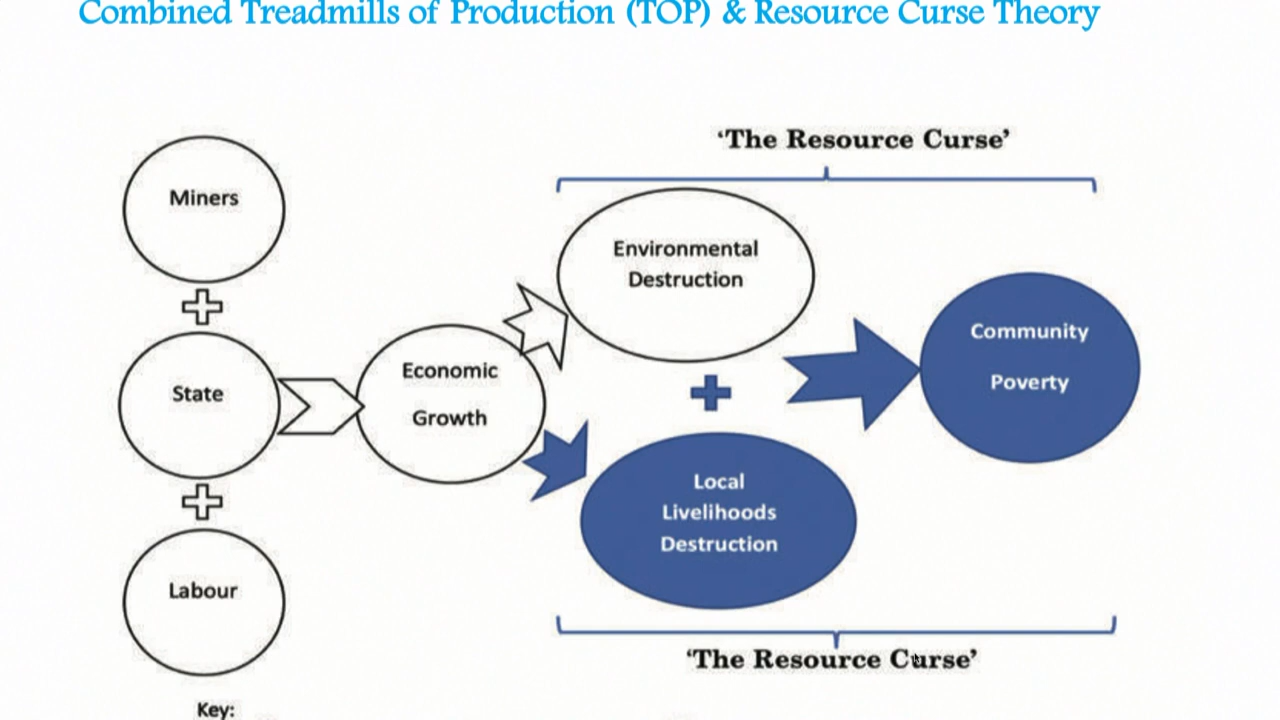 Combined Treadmills of Production (TOP) & Resource Curse Theory
‘The Resource Curse’
Miners
Environmental
Destruction
Community
Poverty
State
Economic
Growth
Local
Livelihoods
Destruction
Labour
‘The Resource Curse’
Key: